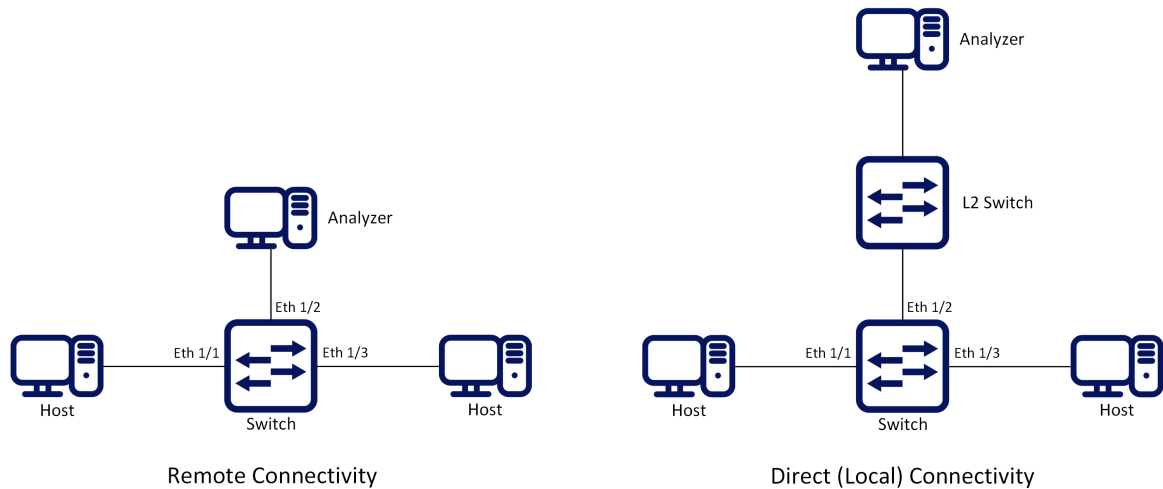 Analyzer
Eth 1/2
Eth 1/1
Eth 1/3
Host
Switch
Host
Remote Connectivity
Analyzer
L2 Switch
Eth 1/2
Eth 1/1
Eth 1/3
Host
Switch
Host
Direct (Local) Connectivity